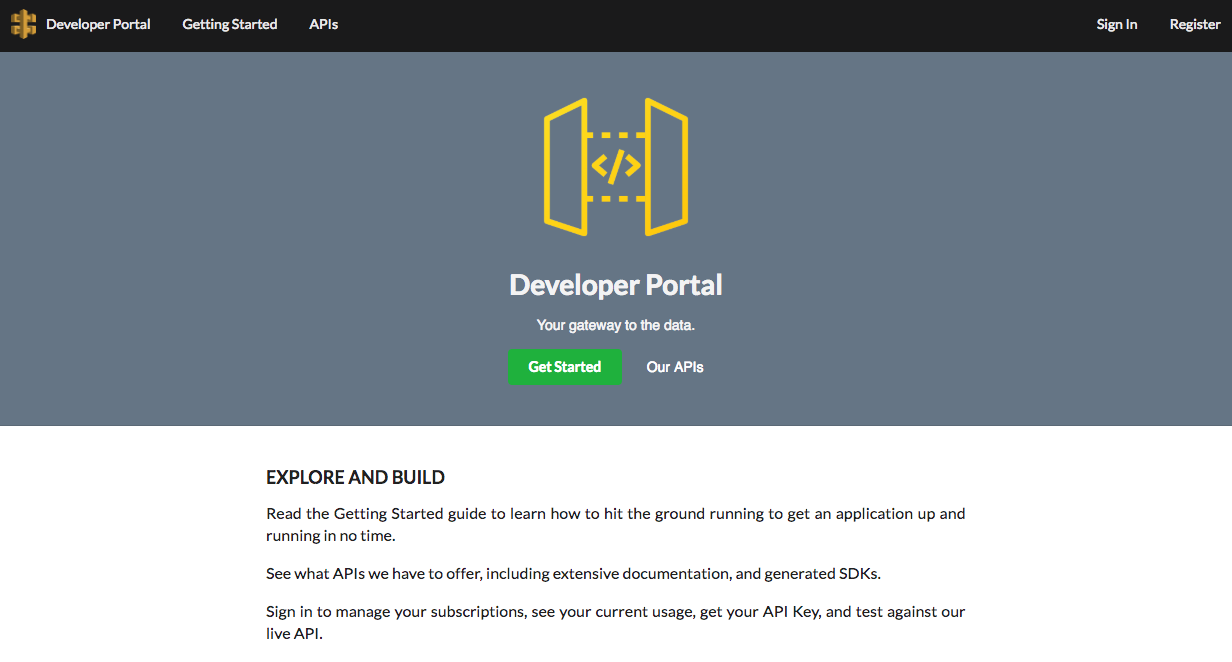 Developer Portal Getting Started APIs Sign In Register
</>
Developer Portal
Your gateway to the data.
Get Started Our APIs
EXPLORE AND BUILD
Read the Getting Started guide to learn how to hit the ground running to get an application up and
running in no time.
See what APIs we have to offer, including extensive documentation, and generated SDKs.
Sign in to manage your subscriptions, see your current usage, get your API Key, and test against our
live API.